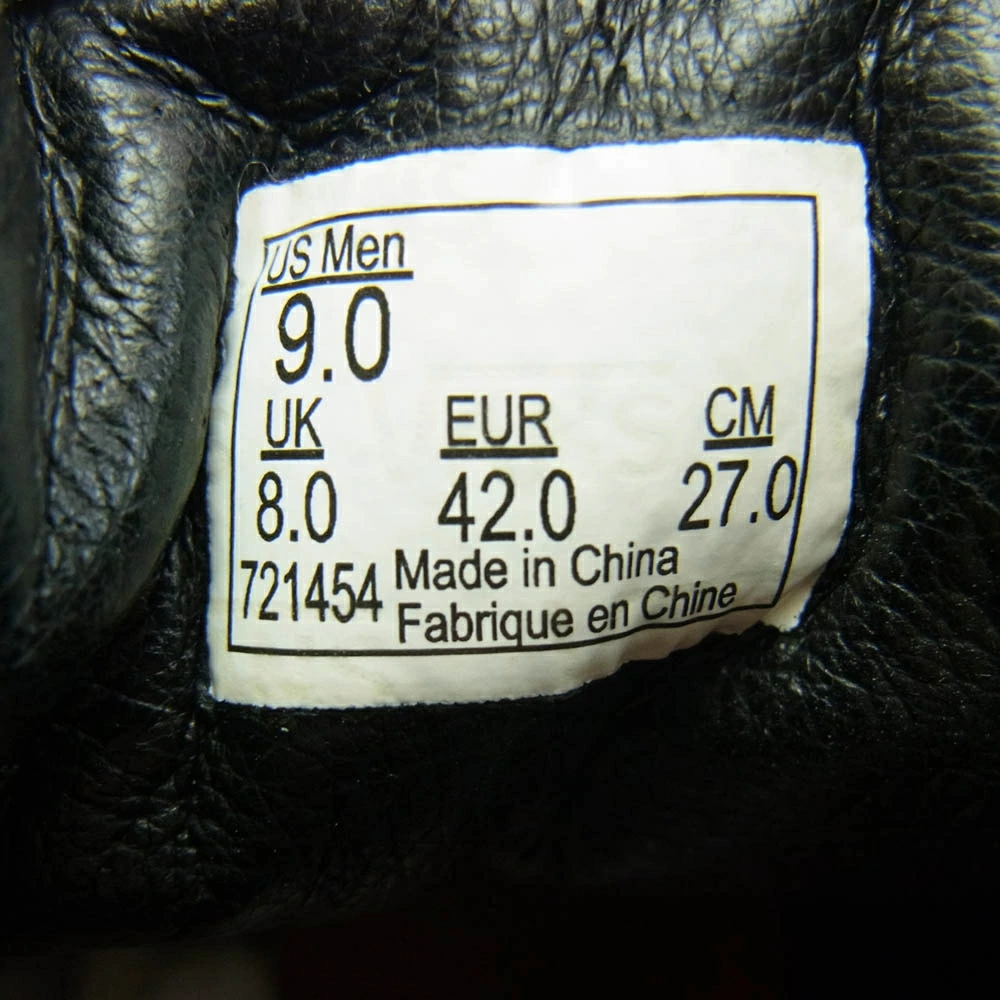 US Men
9.0
UK EUR CM
8.0 42.0 27.0
721454 Made in China
Fabrique en Chine